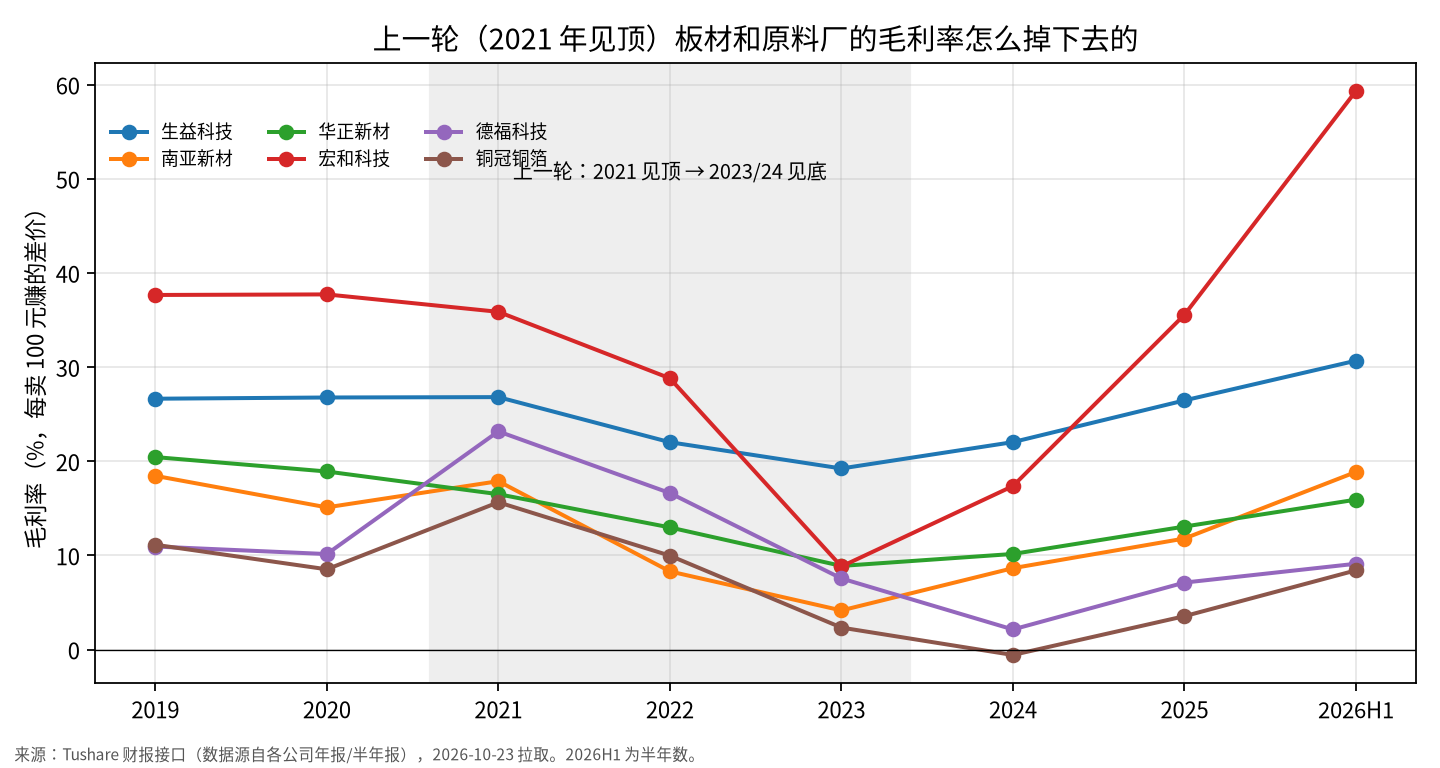 上一轮（2021 年见顶）板材和原料厂的毛利率怎么掉下去的
毛利率（%，每卖 100 元赚的差价）
60
50
40
30
20
10
0
生益科技 华正新材 德福科技
南亚新材 宏和科技 铜冠铜箔
上一轮：2021 见顶 → 2023/24 见底
2019 2020 2021 2022 2023 2024 2025 2026H1
来源：Tushare 财报接口（数据源自各公司年报/半年报），2026-10-23 拉取。2026H1 为半年数。